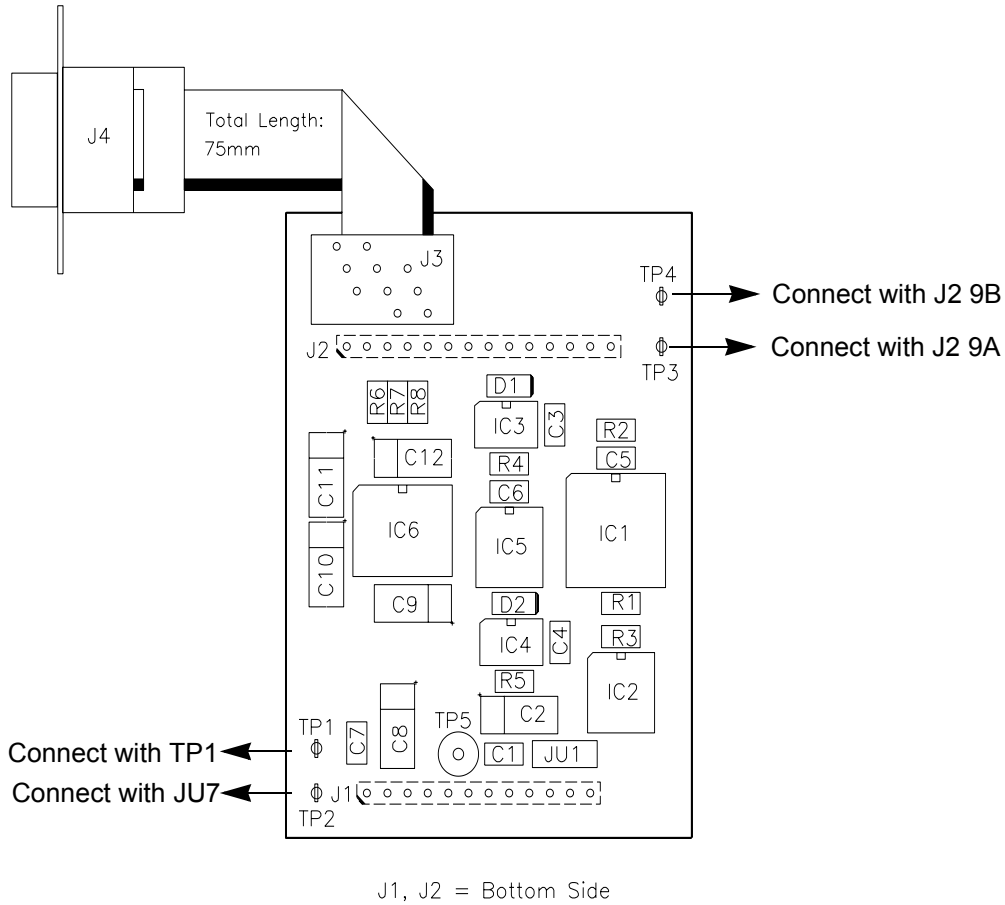 J4
Total Length:
75mm
J3
TP4
Connect with J2 9B
J2
Connect with J2 9A
TP3
D1
R6
R7
R8
IC3
C3
R2
C12
C5
R4
C11
C6
IC6
IC5
IC1
C10
C9
D2
R1
IC4
C4
R3
R5
IC2
C2
TP1
TP5
C7
C8
Connect with TP1
C1
JU1
Connect with JU7
J1
TP2
J1, J2 = Bottom Side